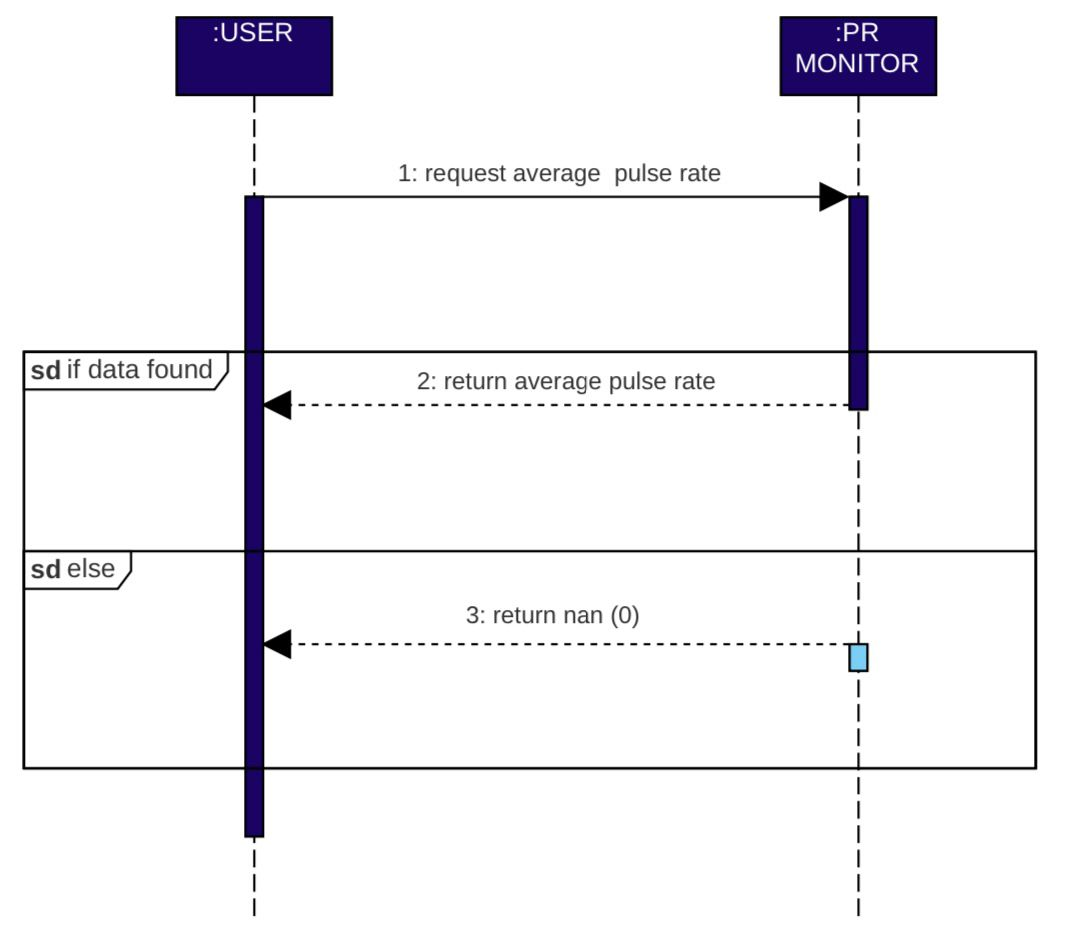 :USER
:PR
MONITOR
1: request average  pulse rate
sd if data found
2: return average pulse rate
sd else
3: return nan (0)